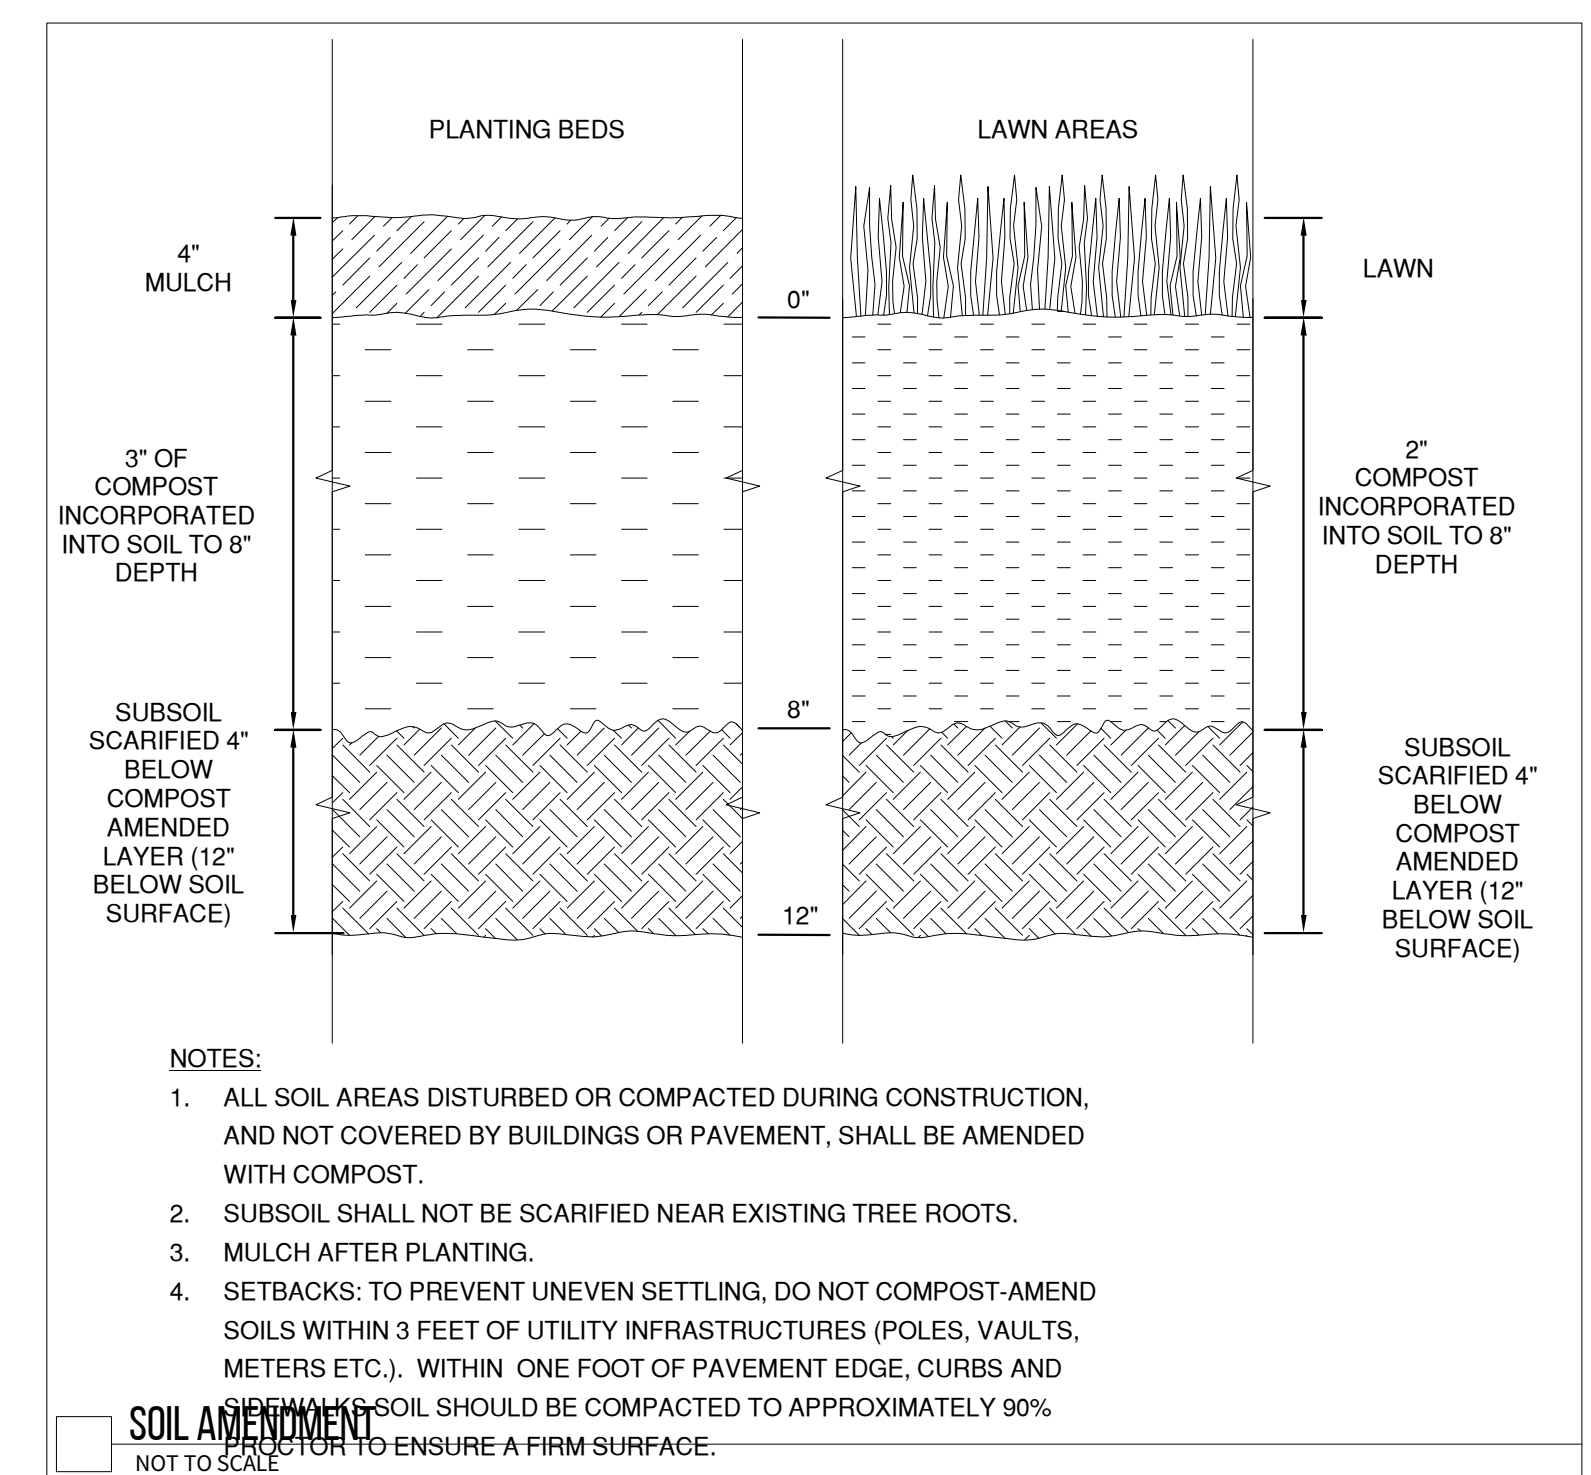 PLANTING BEDS
LAWN AREAS
4"
MULCH
3" OF
COMPOST
INCORPORATED
INTO SOIL TO 8"
DEPTH
SUBSOIL
SCARIFIED 4"
BELOW
COMPOST
AMENDED
LAYER (12"
BELOW SOIL
SURFACE)
0"
8"
12"
LAWN
2"
COMPOST
INCORPORATED
INTO SOIL TO 8"
DEPTH
SUBSOIL
SCARIFIED 4"
BELOW
COMPOST
AMENDED
LAYER (12"
BELOW SOIL
SURFACE)
NOTES:
1. ALL SOIL AREAS DISTURBED OR COMPACTED DURING CONSTRUCTION,
AND NOT COVERED BY BUILDINGS OR PAVEMENT, SHALL BE AMENDED
WITH COMPOST.
2. SUBSOIL SHALL NOT BE SCARIFIED NEAR EXISTING TREE ROOTS.
3. MULCH AFTER PLANTING.
4. SETBACKS: TO PREVENT UNEVEN SETTLING, DO NOT COMPOST-AMEND
SOILS WITHIN 3 FEET OF UTILITY INFRASTRUCTURES (POLES, VAULTS,
METERS ETC.). WITHIN ONE FOOT OF PAVEMENT EDGE, CURBS AND
SIDEWALKS SOIL SHOULD BE COMPACTED TO APPROXIMATELY 90%
PROCTOR TO ENSURE A FIRM SURFACE.
SOIL AMENDMENT
NOT TO SCALE